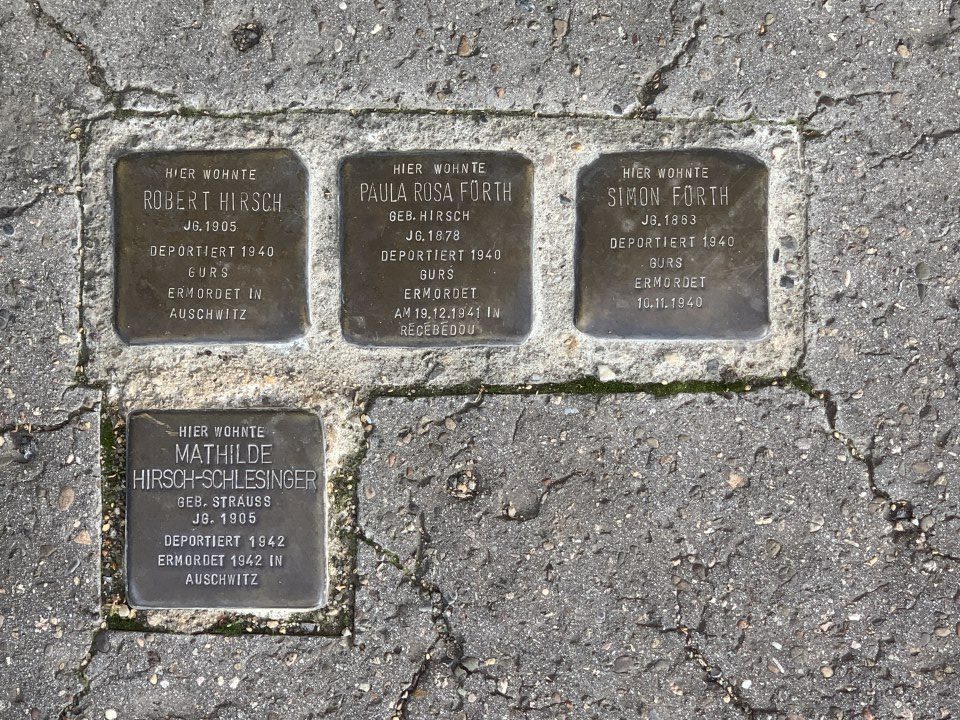 HIER WOHNTE
ROBERT HIRSCH
JG. 1905
DEPORTIERT 1940
GURS
ERMORDET IN
AUSCHWITZ
HIER WOHNTE
PAULA ROSA FÜRTH
GEB. HIRSCH
JG. 1878
DEPORTIERT 1940
GURS
ERMORDET
AM 19.12.1941 IN
RÉCÉBÉDOU
HIER WOHNTE
SIMON FÜRTH
JG. 1863
DEPORTIERT 1940
GURS
ERMORDET
10.11.1940
HIER WOHNTE
MATHILDE
HIRSCH-SCHLESINGER
GEB. STRAUSS
JG. 1905
DEPORTIERT 1942
ERMORDET 1942 IN
AUSCHWITZ